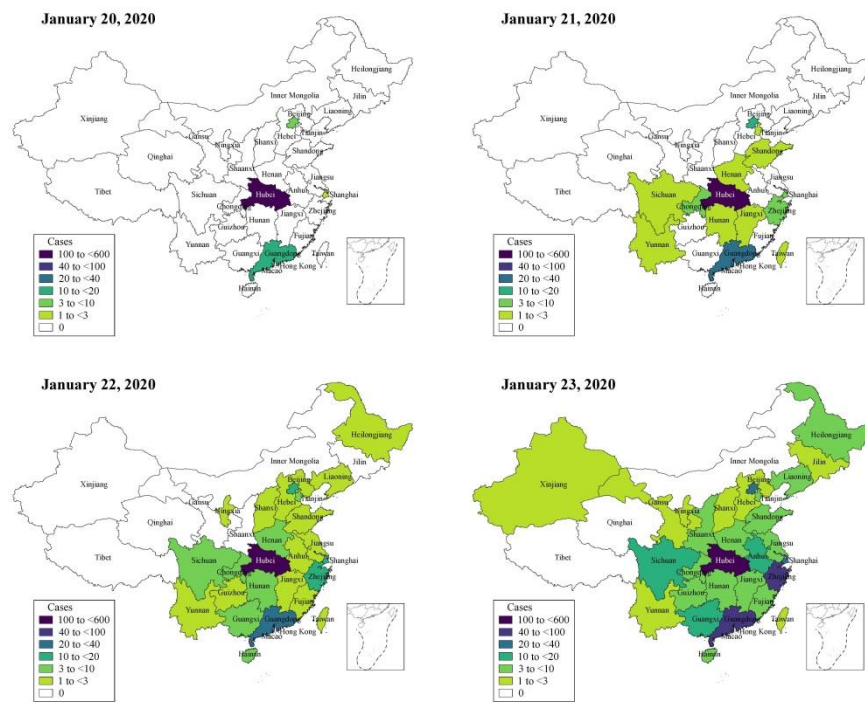 January 20, 2020
Heilongjiang
Inner Mongolia
Jilin
Xinjiang
Beijing
Liaoning
Gansu
Ningxia
Hebei
Tianjin
Shanxi
Shandong
Qinghai
Shaanxi
Henan
Jiangsu
Tibet
Sichuan
Hubei
Anhui
Shanghai
Chongqing
Zhejiang
Hunan
Jiangxi
Guizhou
Fujian
Yunnan
Guangxi
Guangdong
Taiwan
Macao
Hong Kong
Hainan
Cases
100 to <600
40 to <100
20 to <40
10 to <20
3 to <10
1 to <3
0
January 21, 2020
Heilongjiang
Inner Mongolia
Jilin
Xinjiang
Beijing
Liaoning
Gansu
Ningxia
Hebei
Tianjin
Shanxi
Shandong
Qinghai
Shaanxi
Henan
Jiangsu
Tibet
Sichuan
Hubei
Anhui
Shanghai
Chongqing
Zhejiang
Hunan
Jiangxi
Guizhou
Fujian
Yunnan
Guangxi
Guangdong
Taiwan
Macao
Hong Kong
Hainan
Cases
100 to <600
40 to <100
20 to <40
10 to <20
3 to <10
1 to <3
0
January 22, 2020
Heilongjiang
Inner Mongolia
Jilin
Xinjiang
Beijing
Liaoning
Gansu
Ningxia
Hebei
Tianjin
Shanxi
Shandong
Qinghai
Shaanxi
Henan
Jiangsu
Tibet
Sichuan
Hubei
Anhui
Shanghai
Chongqing
Zhejiang
Hunan
Jiangxi
Guizhou
Fujian
Yunnan
Guangxi
Guangdong
Taiwan
Macao
Hong Kong
Hainan
Cases
100 to <600
40 to <100
20 to <40
10 to <20
3 to <10
1 to <3
0
January 23, 2020
Heilongjiang
Inner Mongolia
Jilin
Xinjiang
Beijing
Liaoning
Gansu
Ningxia
Hebei
Tianjin
Shanxi
Shandong
Qinghai
Shaanxi
Henan
Jiangsu
Tibet
Sichuan
Hubei
Anhui
Shanghai
Chongqing
Zhejiang
Hunan
Jiangxi
Guizhou
Fujian
Yunnan
Guangxi
Guangdong
Taiwan
Macao
Hong Kong
Hainan
Cases
100 to <600
40 to <100
20 to <40
10 to <20
3 to <10
1 to <3
0